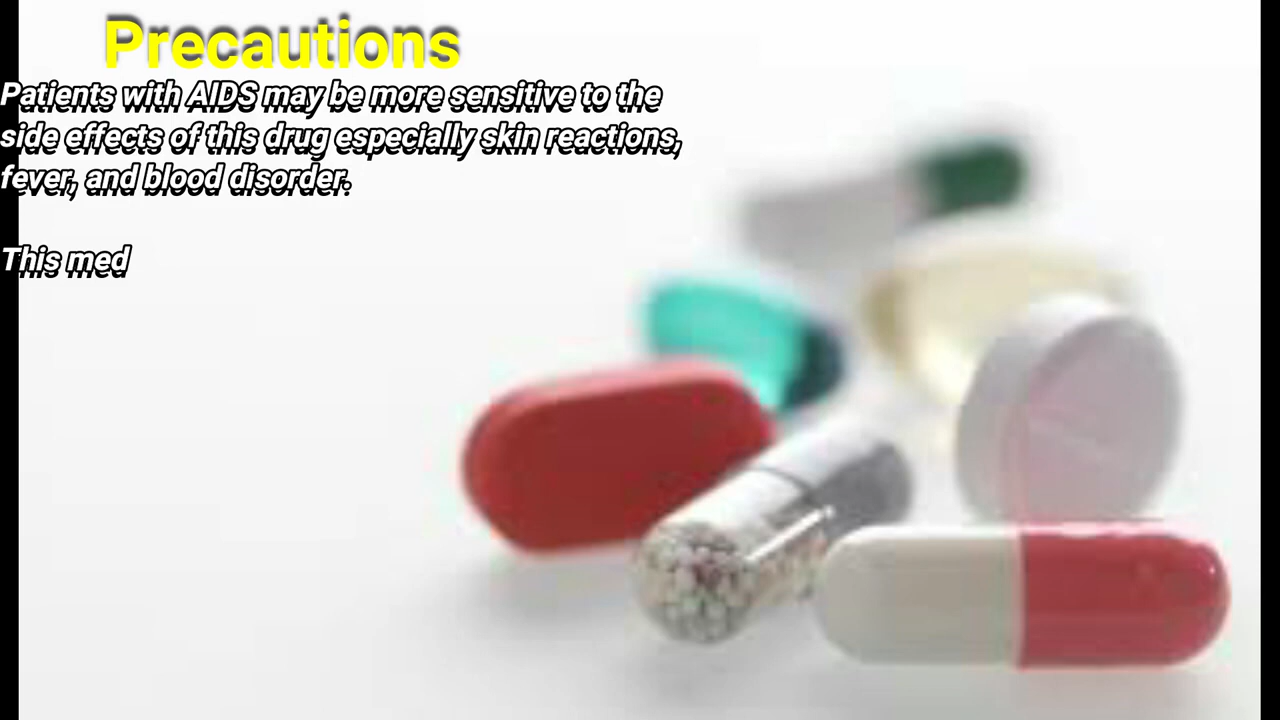 Precautions
Patients with AIDS may be more sensitive to the
side effects of this drug especially skin reactions,
fever, and blood disorder.
This med